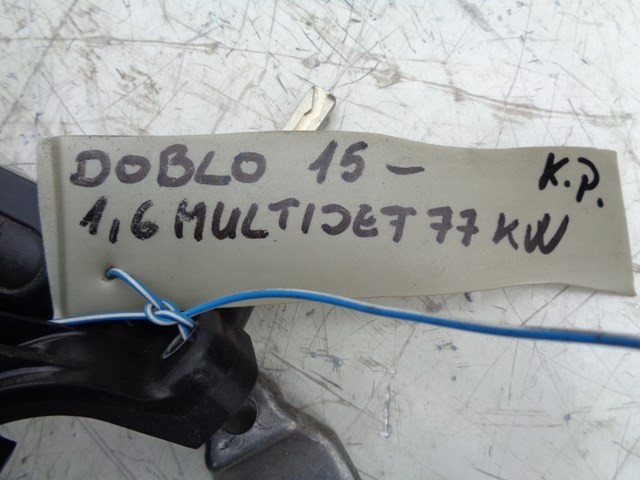 DOBLO 15 – K.P.
1,6 MULTIJET 77 KW